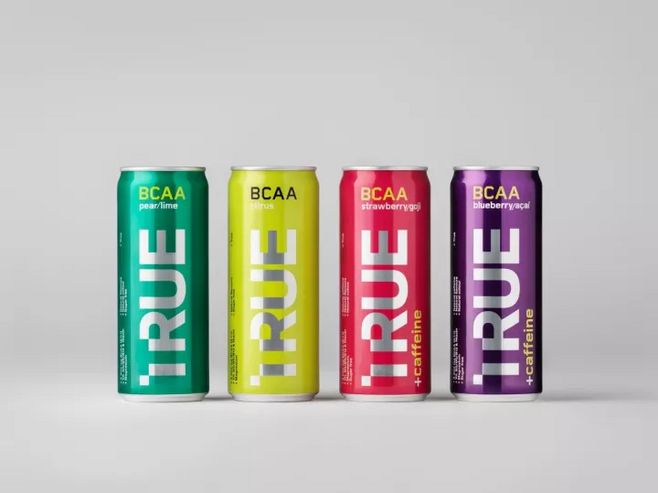 BCAA
pear/lime
TRUE
BCAA
citrus
TRUE
BCAA
strawberry/goji
TRUE
+caffeine
BCAA
blueberry/açaí
TRUE
+caffeine